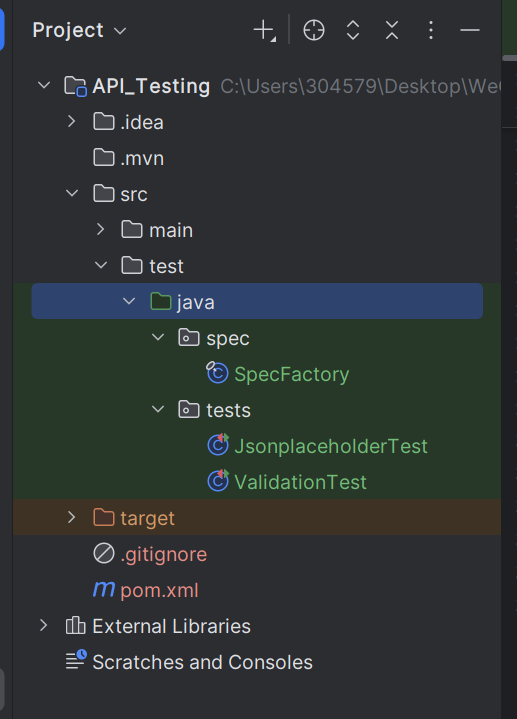 Project
API_Testing C:\Users\304579\Desktop\We
.idea
.mvn
src
main
test
java
spec
SpecFactory
tests
JsonplaceholderTest
ValidationTest
target
.gitignore
pom.xml
External Libraries
Scratches and Consoles